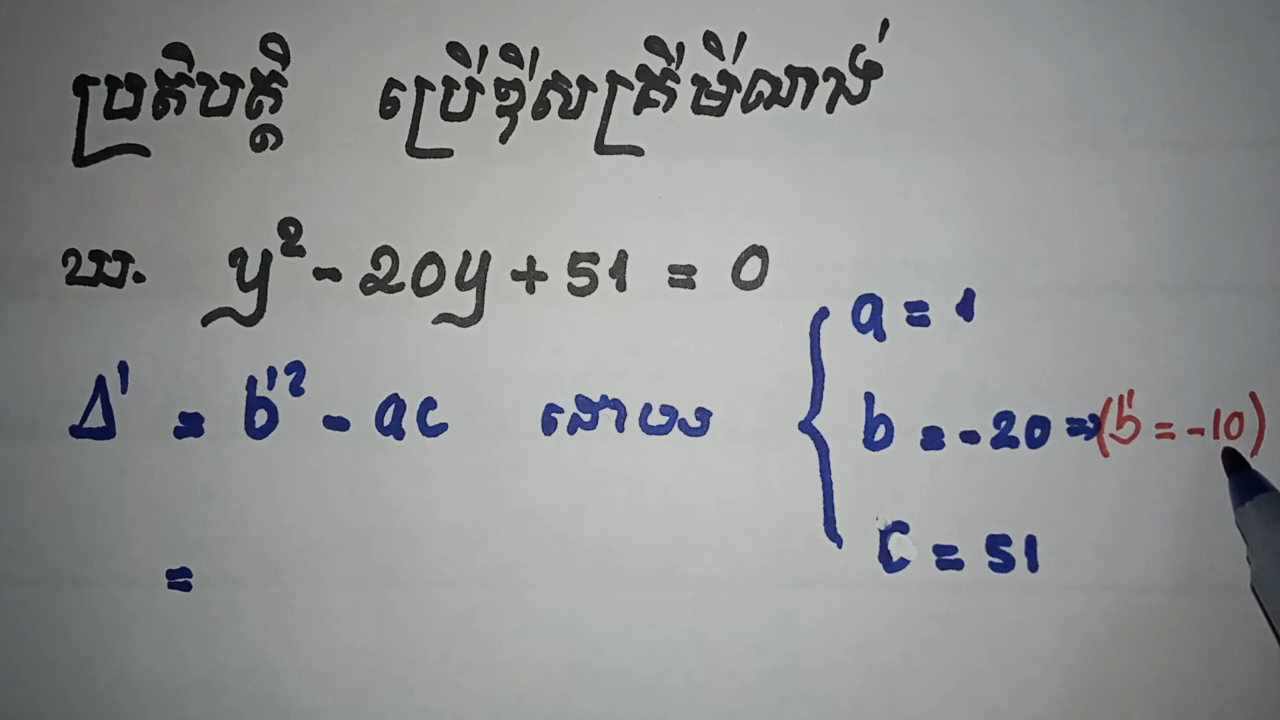 ប្រតិបត្តិ ប្រើឌីសគ្រីមីណាង់
ឃ. y² - 20y + 51 = 0
Δ' = b'² - ac ដោយ { a = 1
b = -20 ⇒ (b' = -10)
c = 51
=